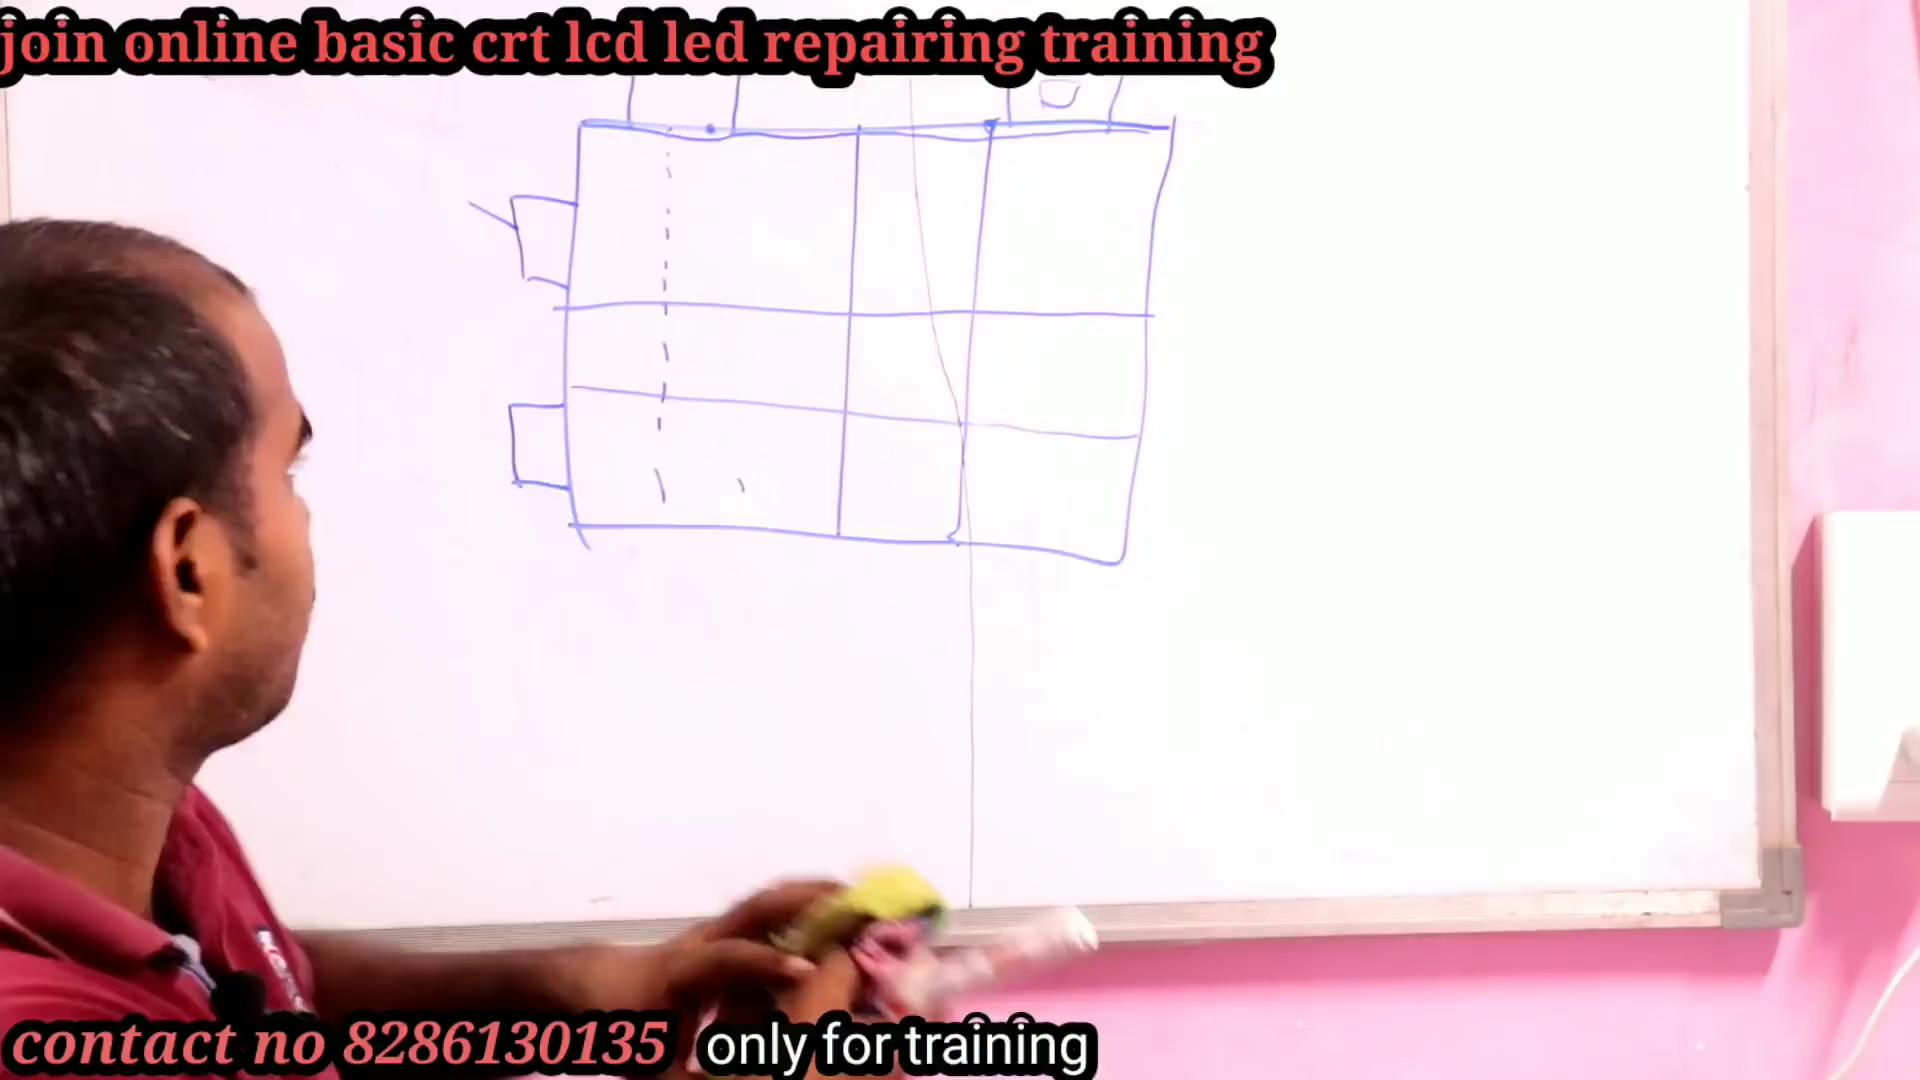 join online basic crt lcd led repairing training
contact no 8286130135 only for training